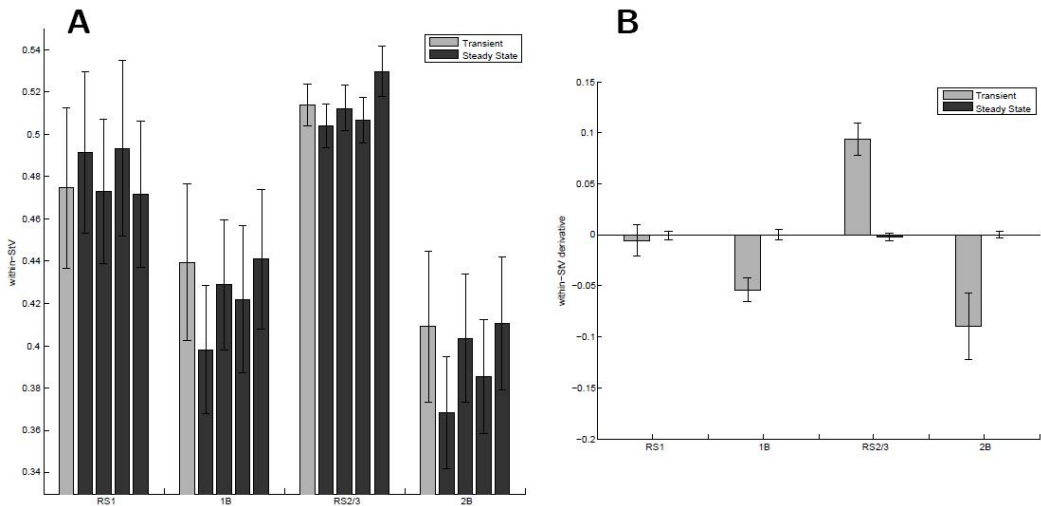 A
Transient
Steady State
0.54
0.52
0.5
0.48
0.46
0.44
0.42
0.4
0.38
0.36
0.34
within−StV
RS1 1B RS2/3 2B
B
Transient
Steady State
0.15
0.1
0.05
0
−0.05
−0.1
−0.15
−0.2
within−StV derivative
RS1 1B RS2/3 2B